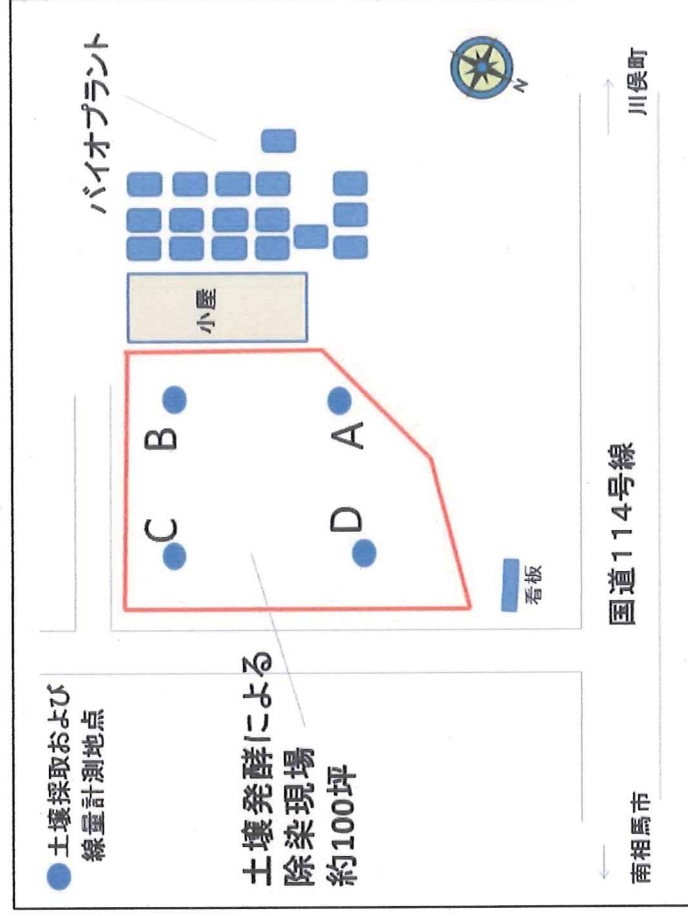 ●土壌採取および
線量計測地点
土壌発酵による
除染現場
約100坪
バイオプラント
小屋
C
B
D
A
看板
N
国道114号線
←
南相馬市
→
川俣町